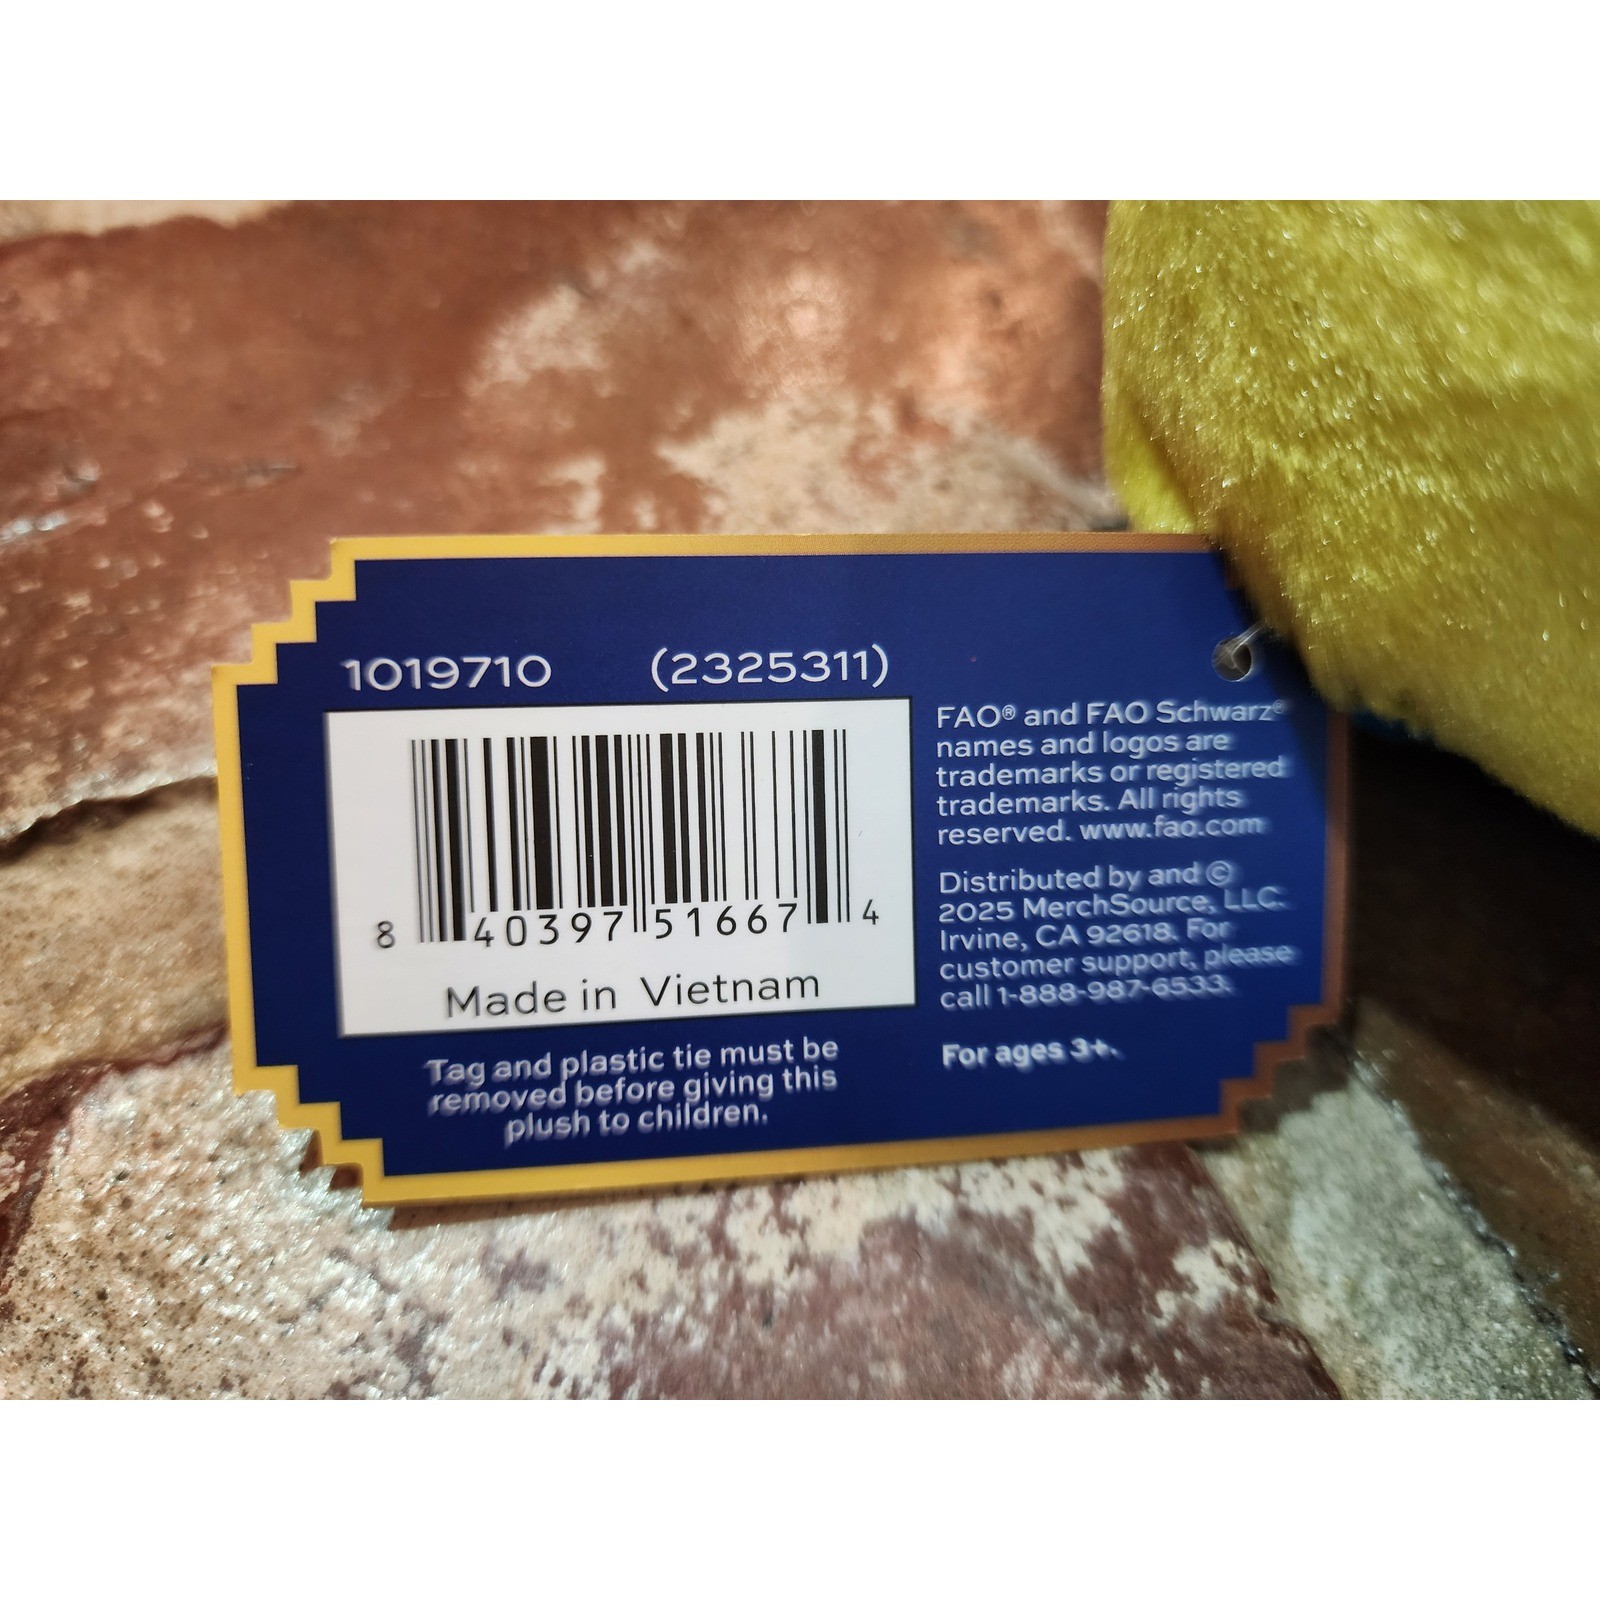 1019710 (2325311)
8 40397 51667 4
Made in Vietnam
Tag and plastic tie must be
removed before giving this
plush to children.
FAO® and FAO Schwarz®
names and logos are
trademarks or registered
trademarks. All rights
reserved. www.fao.com
Distributed by and ©
2025 MerchSource, LLC.
Irvine, CA 92618. For
customer support, please
call 1-888-987-6533.
For ages 3+.